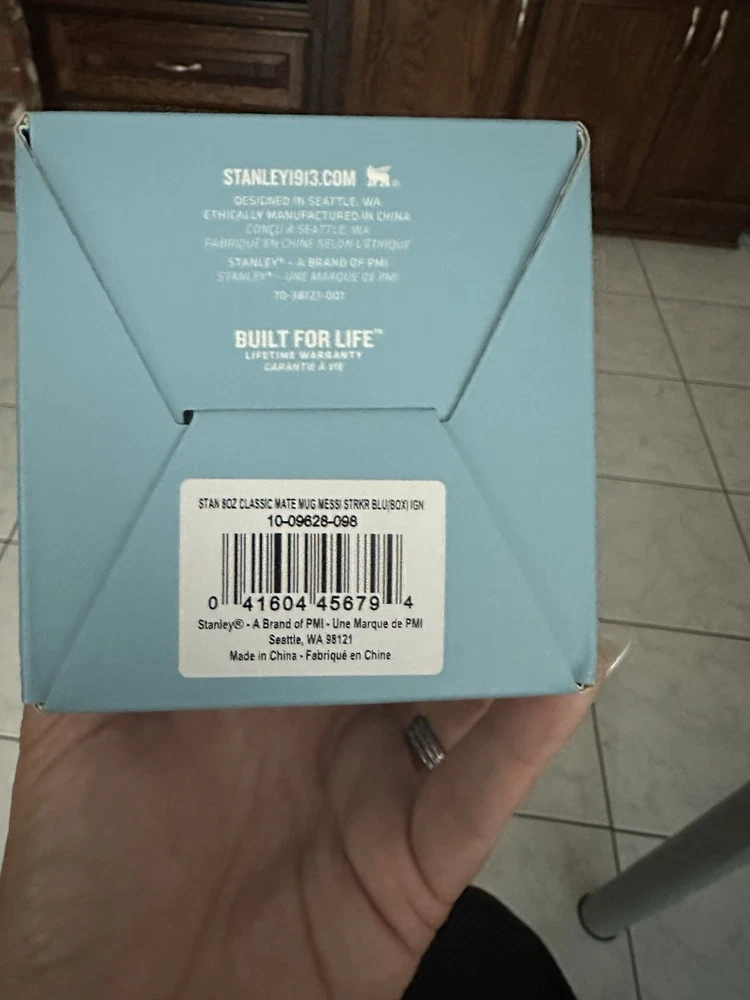 STANLEY1913.COM
DESIGNED IN SEATTLE, WA
ETHICALLY MANUFACTURED IN CHINA
CONÇU À SEATTLE, WA
FABRIQUÉ EN CHINE SELON L'ÉTHIQUE
STANLEY® - A BRAND OF PMI
STANLEY® - UNE MARQUE DE PMI
70-38127-001
BUILT FOR LIFE™
LIFETIME WARRANTY
GARANTIE À VIE
STAN 8OZ CLASSIC MATE MUG MESSI STRKR BLU(BOX) IGN
10-09628-098
0 41604 45679 4
Stanley® - A Brand of PMI - Une Marque de PMI
Seattle, WA 98121
Made in China - Fabriqué en Chine